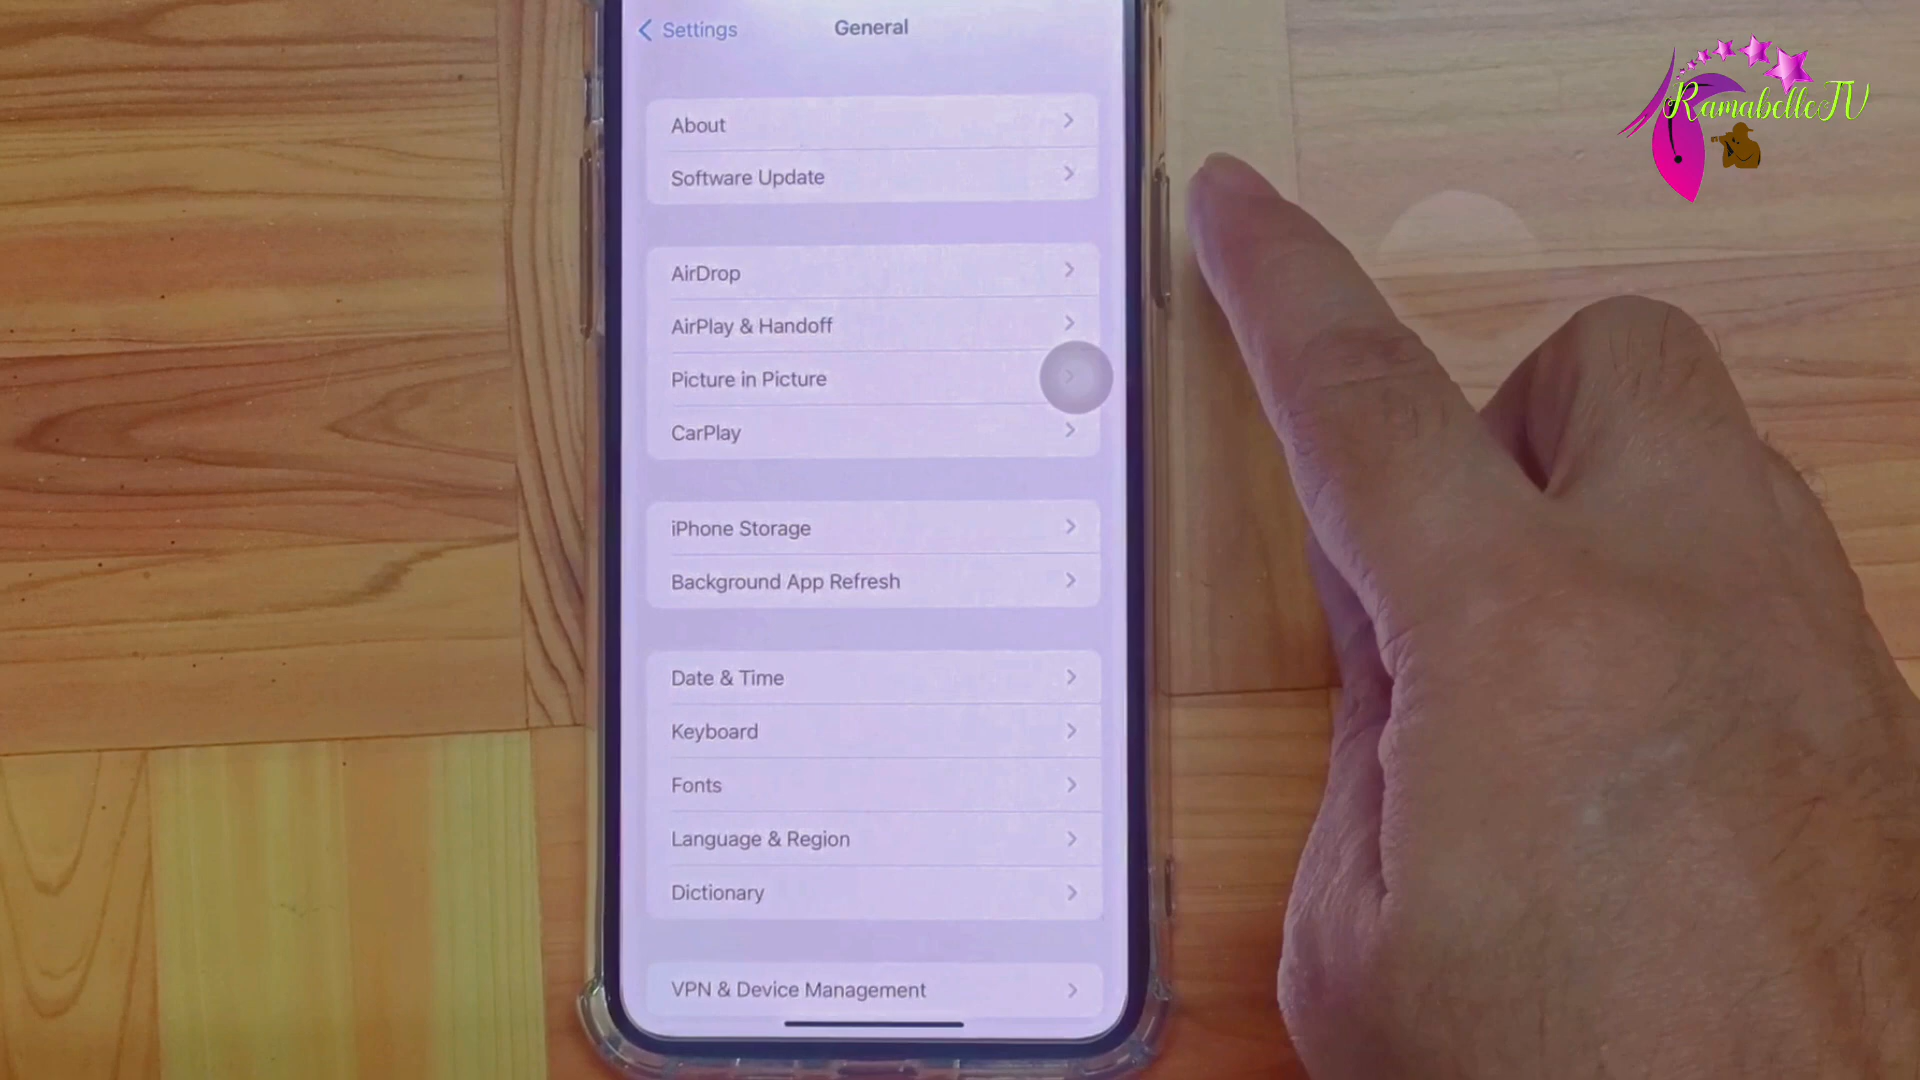 Settings
General
RamabelleTV
About
Software Update
AirDrop
AirPlay & Handoff
Picture in Picture
CarPlay
iPhone Storage
Background App Refresh
Date & Time
Keyboard
Fonts
Language & Region
Dictionary
VPN & Device Management